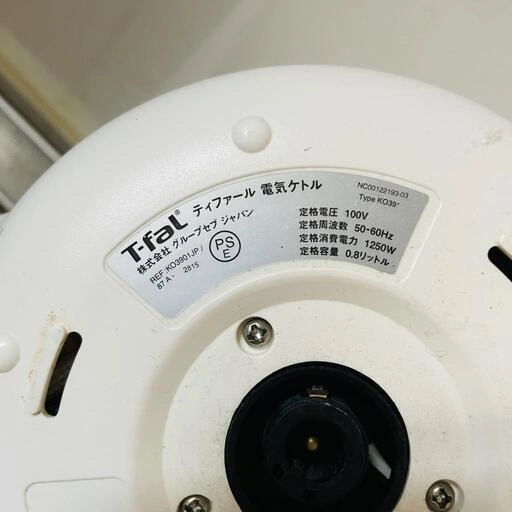 T-faL® ティファール 電気ケトル
株式会社 グループセブ ジャパン
REF:KO3901JP /
87 A - 2815
PS
E
NC00122193-03
Type KO39*
定格電圧 100V
定格周波数 50-60Hz
定格消費電力 1250W
定格容量 0.8リットル